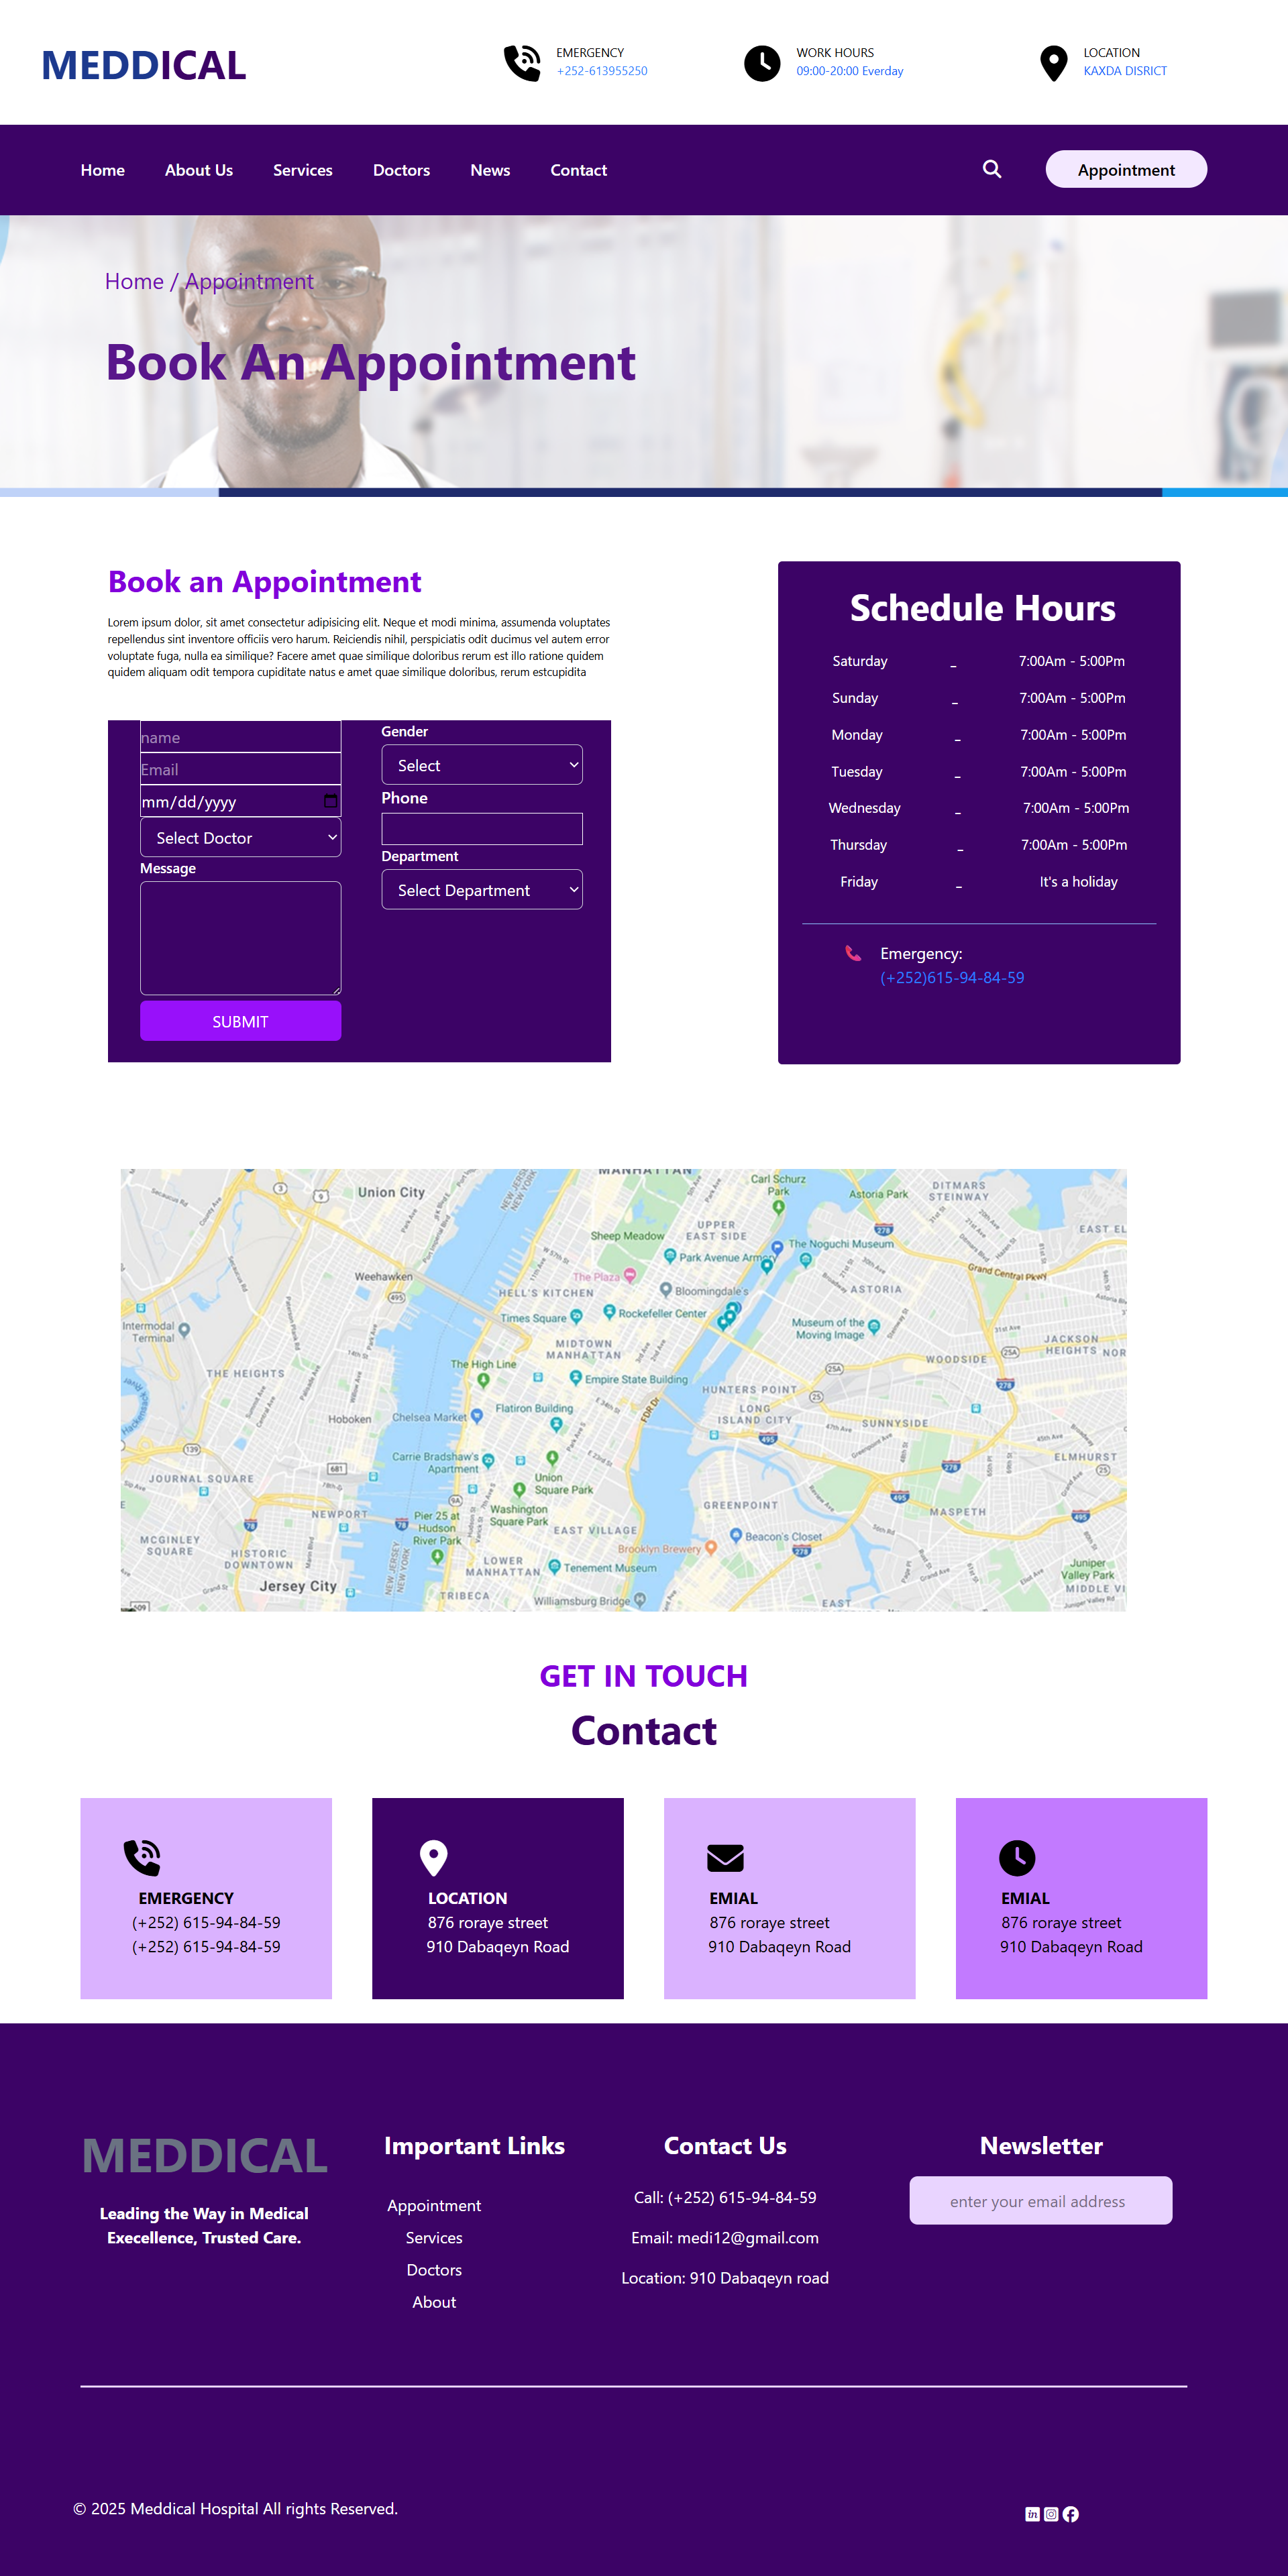 MEDDICAL
EMERGENCY
+252-613955250
WORK HOURS
09:00-20:00 Everday
LOCATION
KAXDA DISRICT
Home
About Us
Services
Doctors
News
Contact
Appointment
Home / Appointment
Book An Appointment
Book an Appointment
Lorem ipsum dolor, sit amet consectetur adipisicing elit. Neque et modi minima, assumenda voluptates
repellendus sint inventore officiis vero harum. Reiciendis nihil, perspiciatis odit ducimus vel autem error
voluptate fuga, nulla ea similique? Facere amet quae similique doloribus rerum est illo ratione quidem
quidem aliquam odit tempora cupiditate natus e amet quae similique doloribus, rerum estcupidita
name
Email
mm/dd/yyyy
Select Doctor
Message
SUBMIT
Gender
Select
Phone
Department
Select Department
Schedule Hours
Saturday _ 7:00Am - 5:00Pm
Sunday _ 7:00Am - 5:00Pm
Monday _ 7:00Am - 5:00Pm
Tuesday _ 7:00Am - 5:00Pm
Wednesday _ 7:00Am - 5:00Pm
Thursday _ 7:00Am - 5:00Pm
Friday _ It's a holiday
Emergency:
(+252)615-94-84-59
MANHATTAN
Union City
Carl Schurz
Park
Astoria Park
DITMARS
STEINWAY
UPPER
EAST SIDE
EAST EL
Sheep Meadow
Park Avenue Armory
The Noguchi Museum
Grand Central Pkwy
Weehawken
The Plaza
HELL'S KITCHEN
Bloomingdale's
ASTORIA
Times Square
Rockefeller Center
Museum of the
Moving Image
Intermodal
Terminal
MIDTOWN
MANHATTAN
JACKSON
HEIGHTS
NOR
WOODSIDE
THE HEIGHTS
The High Line
Empire State Building
HUNTERS POINT
Hoboken
Chelsea Market
Flatiron Building
FDR Dr
LONG
ISLAND CITY
SUNNYSIDE
Carrie Bradshaw's
Apartment
ELMHURST
JOURNAL SQUARE
Union
Square Park
Washington
Square Park
GREENPOINT
MASPETH
NEWPORT
Pier 25 at
Hudson
River Park
EAST VILLAGE
Beacon's Closet
MCGINLEY
SQUARE
HISTORIC
DOWNTOWN
Brooklyn Brewery
LOWER
MANHATTAN
Tenement Museum
Juniper
Valley Park
Jersey City
TRIBECA
Williamsburg Bridge
EAST
MIDDLE VI
GET IN TOUCH
Contact
EMERGENCY
(+252) 615-94-84-59
(+252) 615-94-84-59
LOCATION
876 roraye street
910 Dabaqeyn Road
EMIAL
876 roraye street
910 Dabaqeyn Road
EMIAL
876 roraye street
910 Dabaqeyn Road
MEDDICAL
Leading the Way in Medical
Execellence, Trusted Care.
Important Links
Appointment
Services
Doctors
About
Contact Us
Call: (+252) 615-94-84-59
Email: medi12@gmail.com
Location: 910 Dabaqeyn road
Newsletter
enter your email address
© 2025 Meddical Hospital All rights Reserved.